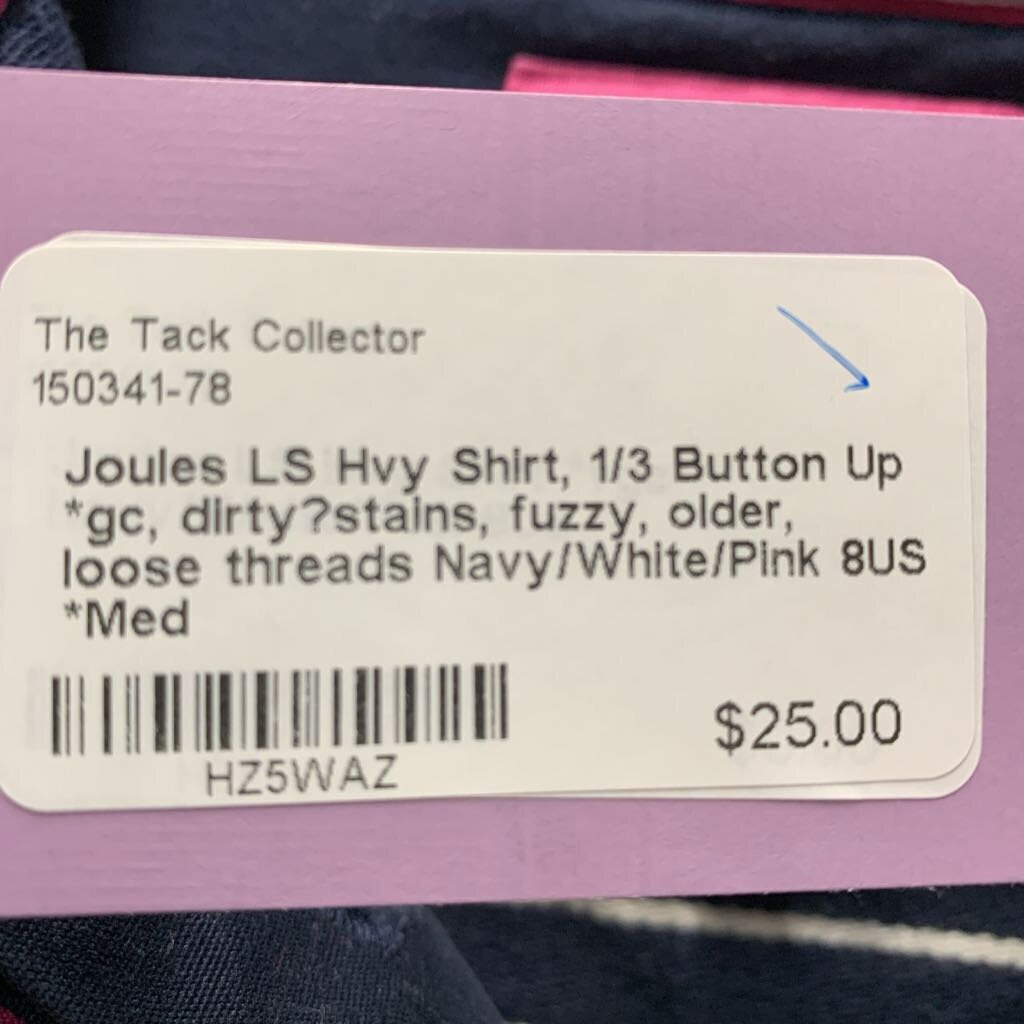 The Tack Collector
150341-78
Joules LS Hvy Shirt, 1/3 Button Up
*gc, dirty?stains, fuzzy, older,
loose threads Navy/White/Pink 8US
*Med
$25.00
HZ5WAZ